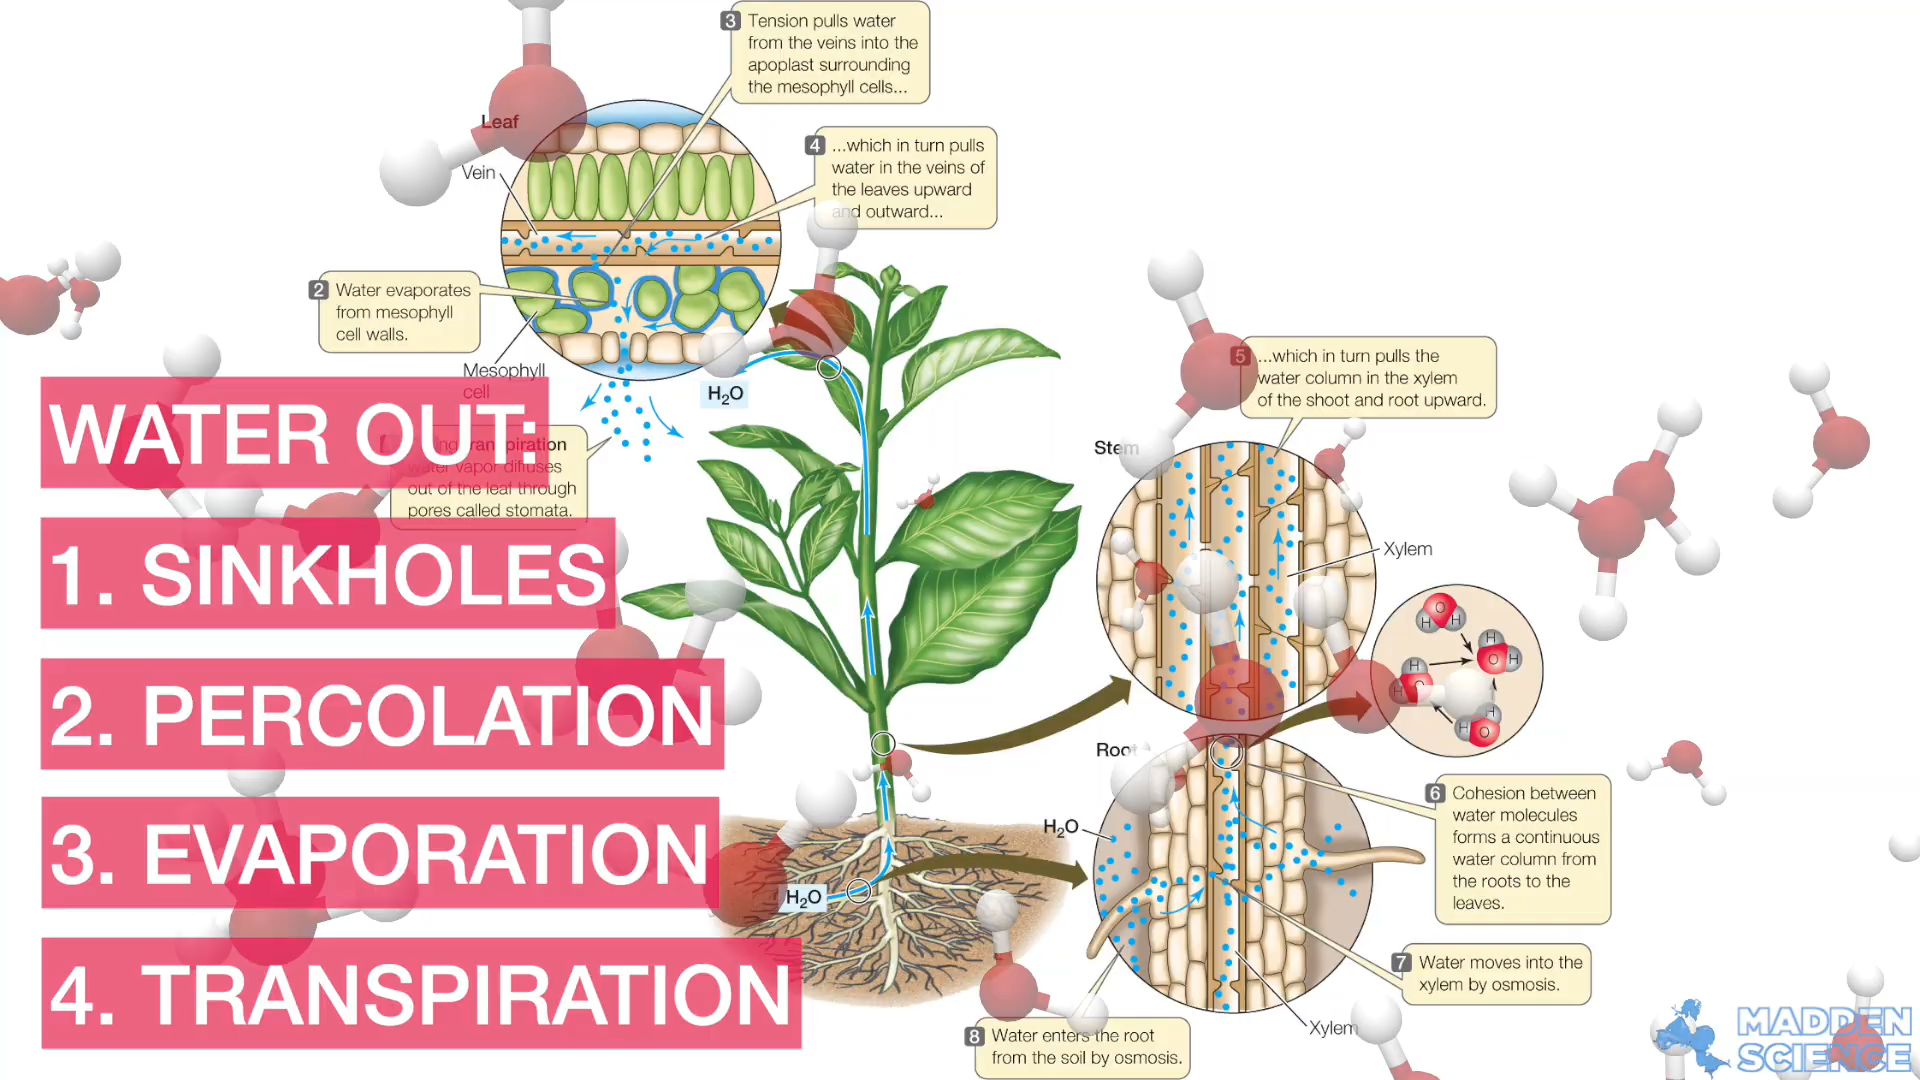 3 Tension pulls water
from the veins into the
apoplast surrounding
the mesophyll cells...
Leaf
Vein
4 ...which in turn pulls
water in the veins of
the leaves upward
and outward...
2 Water evaporates
from mesophyll
cell walls.
Mesophyll
cell
H₂O
5 ...which in turn pulls the
water column in the xylem
of the shoot and root upward.
WATER OUT:
transpiration
water vapor diffuses
out of the leaf through
pores called stomata.
1. SINKHOLES
2. PERCOLATION
3. EVAPORATION
4. TRANSPIRATION
Stem
Xylem
O
H H
H
O H
H
H O
H
H O
Root
H₂O
H₂O
6 Cohesion between
water molecules
forms a continuous
water column from
the roots to the
leaves.
7 Water moves into the
xylem by osmosis.
Xylem
8 Water enters the root
from the soil by osmosis.
MADDEN
SCIENCE